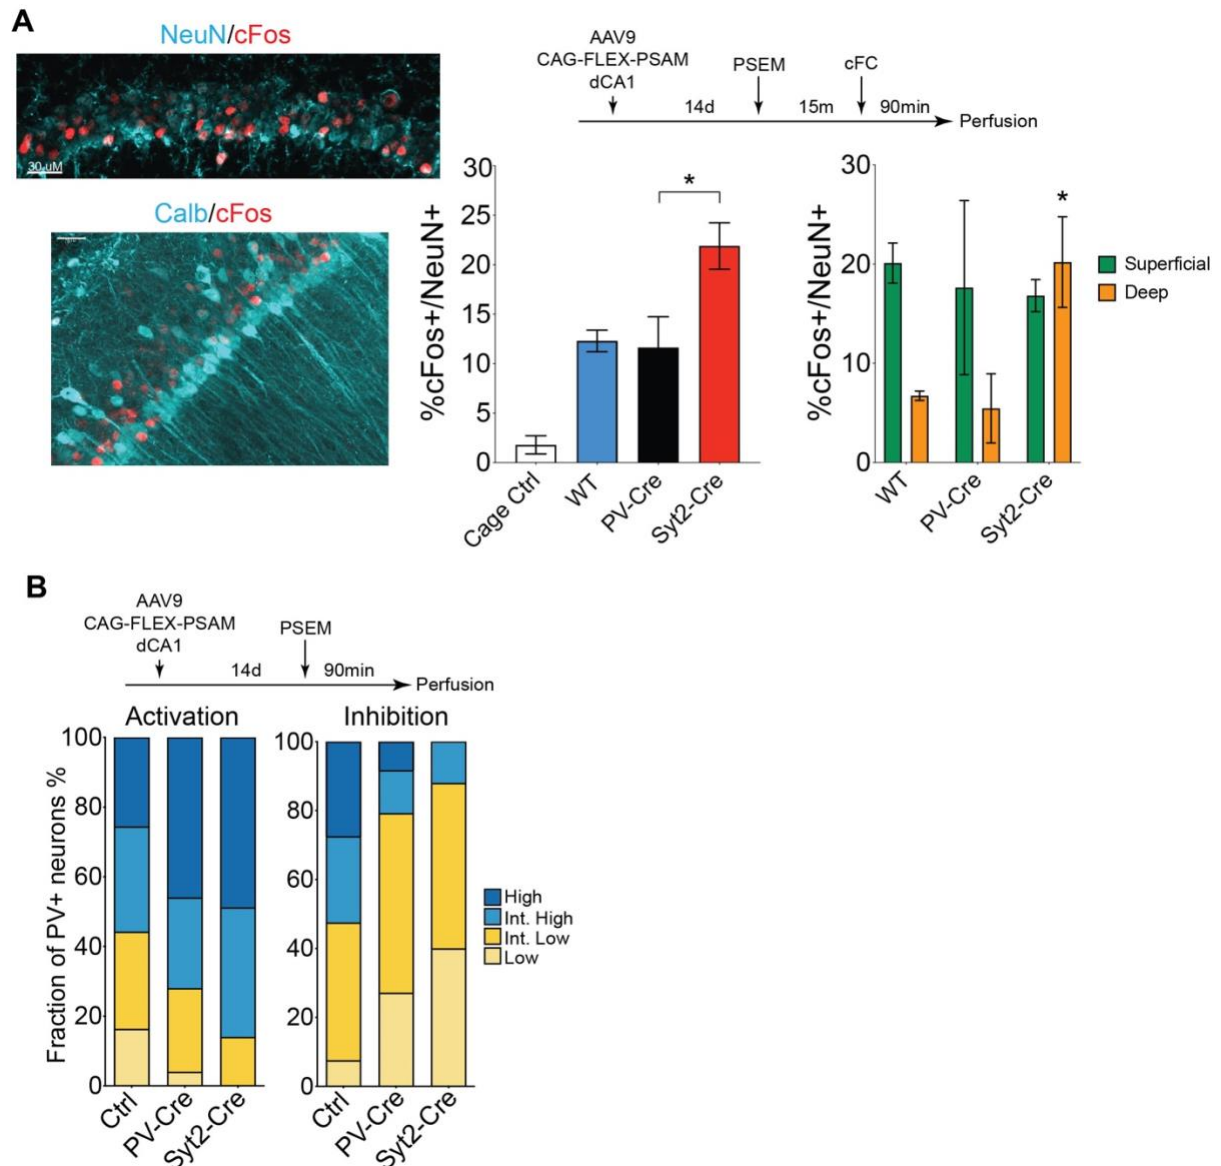 A
NeuN/cFos
30 uM
Calb/cFos
AAV9
CAG-FLEX-PSAM
dCA1
PSEM
cFC
14d
15m
90min
Perfusion
%cFos+/NeuN+
30
25
20
15
10
5
0
Cage Ctrl
WT
PV-Cre
Syt2-Cre
*
%cFos+/NeuN+
30
20
10
0
WT
PV-Cre
Syt2-Cre
*
Superficial
Deep
B
AAV9
CAG-FLEX-PSAM
dCA1
PSEM
14d
90min
Perfusion
Activation
Fraction of PV+ neurons %
100
80
60
40
20
0
Ctrl
PV-Cre
Syt2-Cre
Inhibition
100
80
60
40
20
0
Ctrl
PV-Cre
Syt2-Cre
High
Int. High
Int. Low
Low